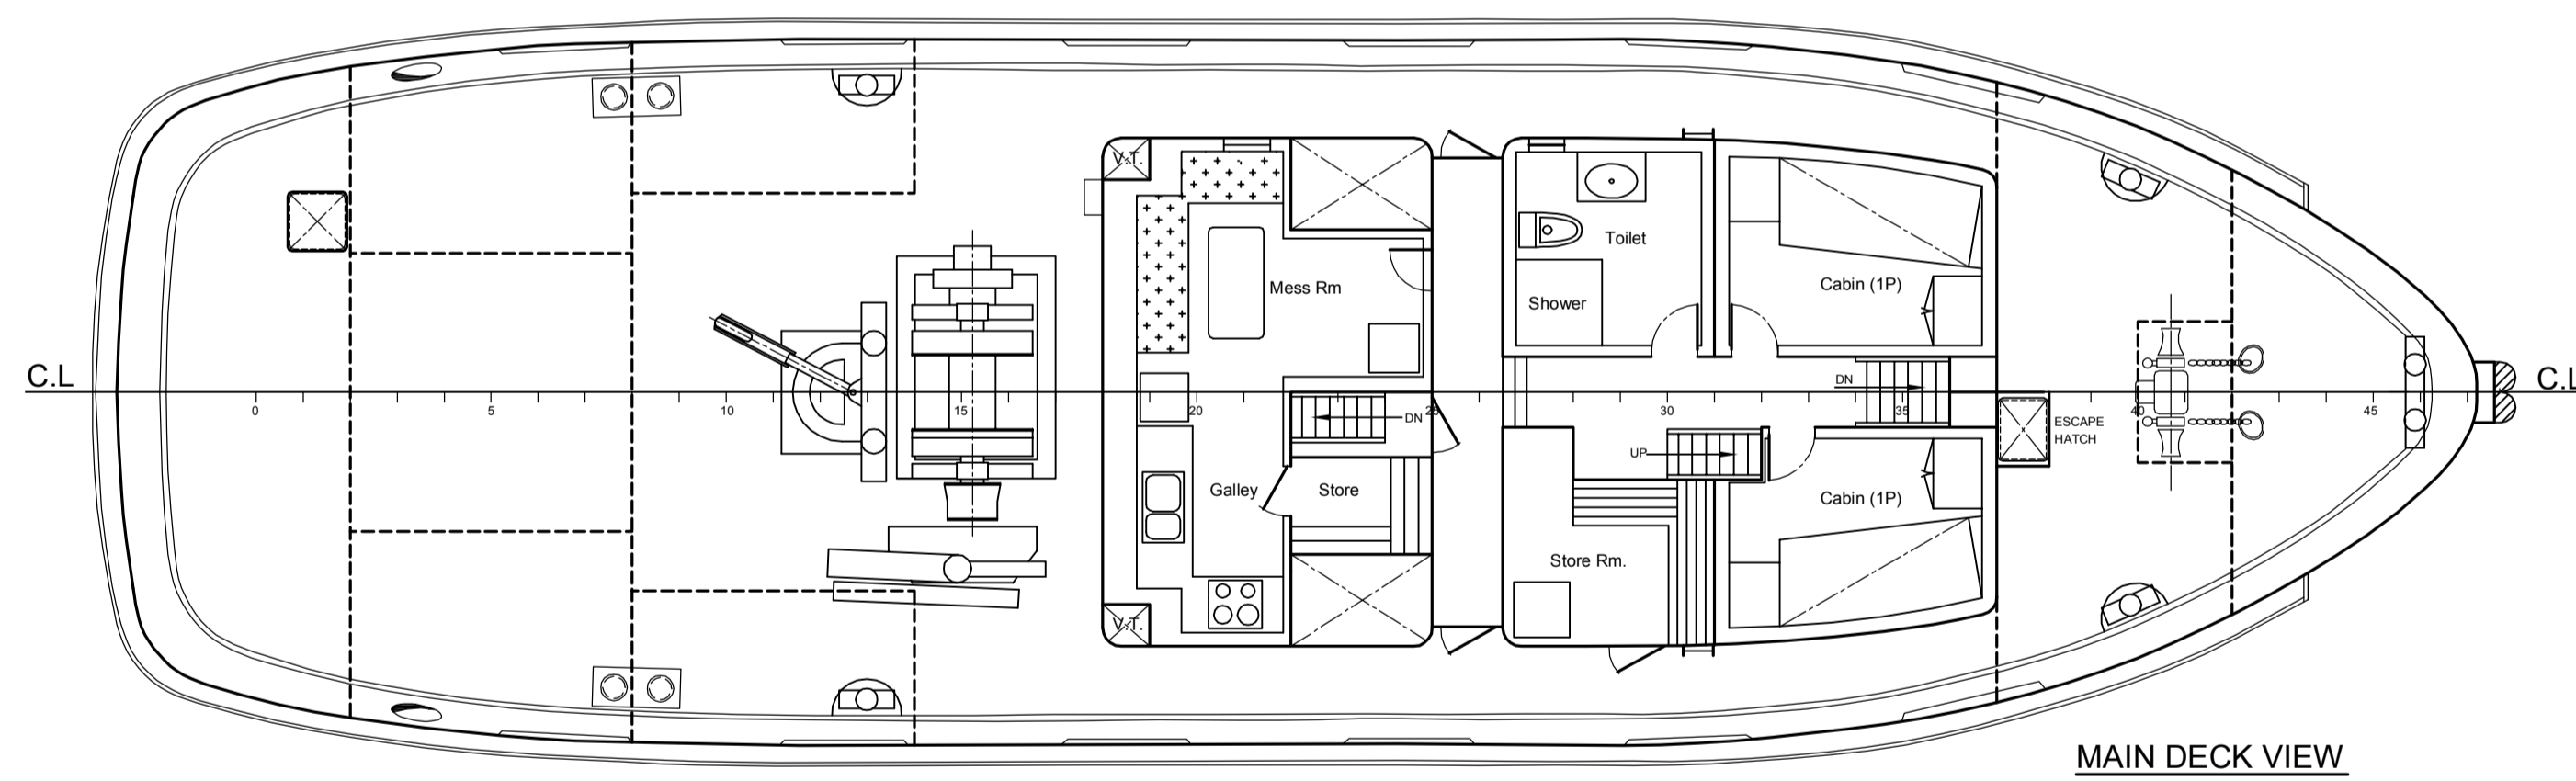 V.T.
Toilet
Mess Rm
Shower
Cabin (1P)
C.L
C.L
DN
0
5
10
15
20
25
30
35
40
45
DN
ESCAPE
HATCH
UP
Galley
Store
Cabin (1P)
Store Rm.
V.T.
MAIN DECK VIEW